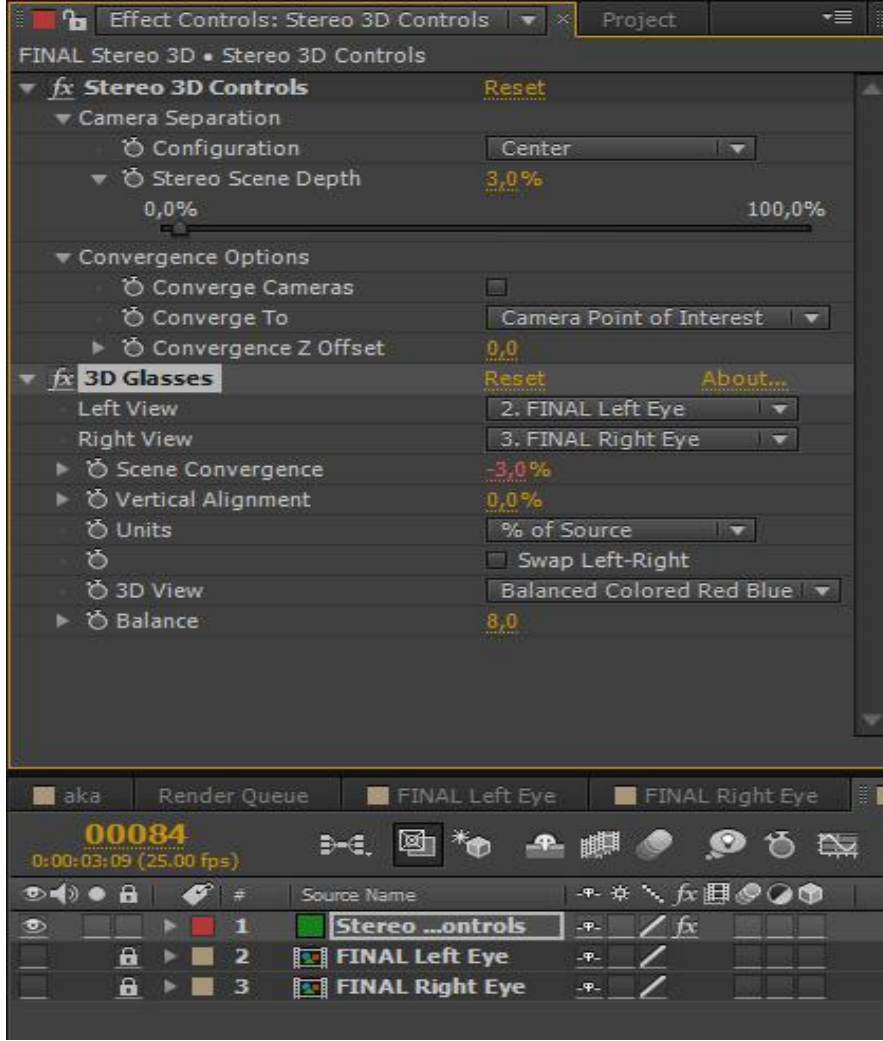 Effect Controls: Stereo 3D Controls Project
FINAL Stereo 3D • Stereo 3D Controls
fx Stereo 3D Controls Reset
Camera Separation
Configuration Center
Stereo Scene Depth 3,0%
0,0% 100,0%
Convergence Options
Converge Cameras
Converge To Camera Point of Interest
Convergence Z Offset 0,0
fx 3D Glasses Reset About...
Left View 2. FINAL Left Eye
Right View 3. FINAL Right Eye
Scene Convergence -3,0%
Vertical Alignment 0,0%
Units % of Source
Swap Left-Right
3D View Balanced Colored Red Blue
Balance 8,0
aka Render Queue FINAL Left Eye FINAL Right Eye
00084
0:00:03:09 (25.00 fps)
# Source Name fx
1 Stereo ...ontrols fx
2 FINAL Left Eye
3 FINAL Right Eye